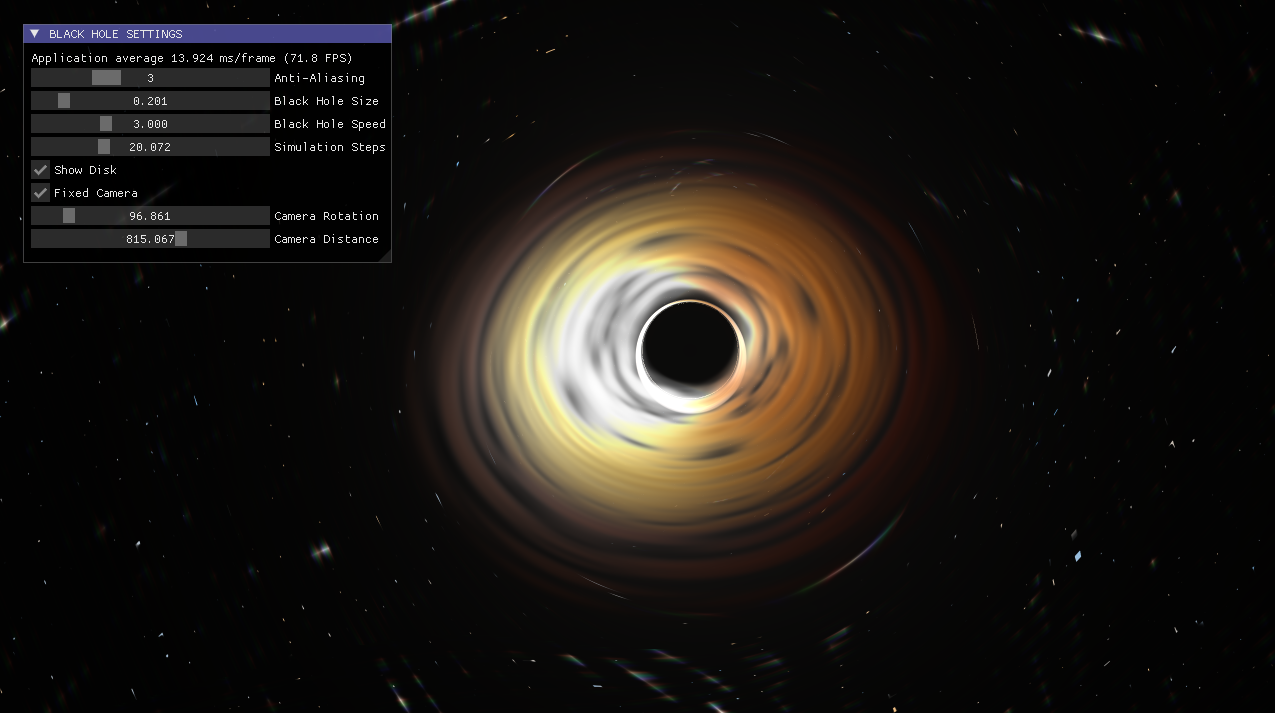 BLACK HOLE SETTINGS
Application average 13.924 ms/frame (71.8 FPS)
3 Anti-Aliasing
0.201 Black Hole Size
3.000 Black Hole Speed
20.072 Simulation Steps
Show Disk
Fixed Camera
96.861 Camera Rotation
815.067 Camera Distance